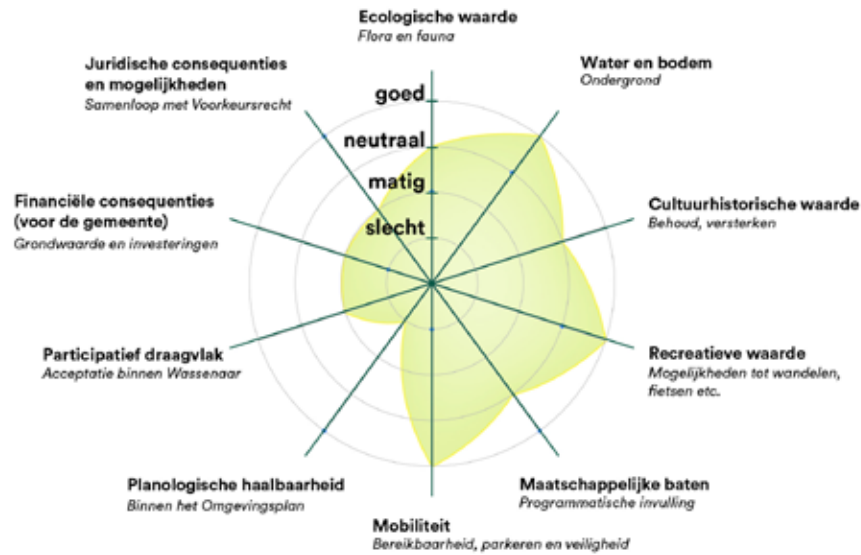 Ecologische waarde
Flora en fauna
Juridische consequenties
en mogelijkheden
Samenloop met Voorkeursrecht
Water en bodem
Ondergrond
goed
neutraal
matig
slecht
Financiële consequenties
(voor de gemeente)
Grondwaarde en investeringen
Cultuurhistorische waarde
Behoud, versterken
Participatief draagvlak
Acceptatie binnen Wassenaar
Recreatieve waarde
Mogelijkheden tot wandelen,
fietsen etc.
Planologische haalbaarheid
Binnen het Omgevingsplan
Maatschappelijke baten
Programmatische invulling
Mobiliteit
Bereikbaarheid, parkeren en veiligheid